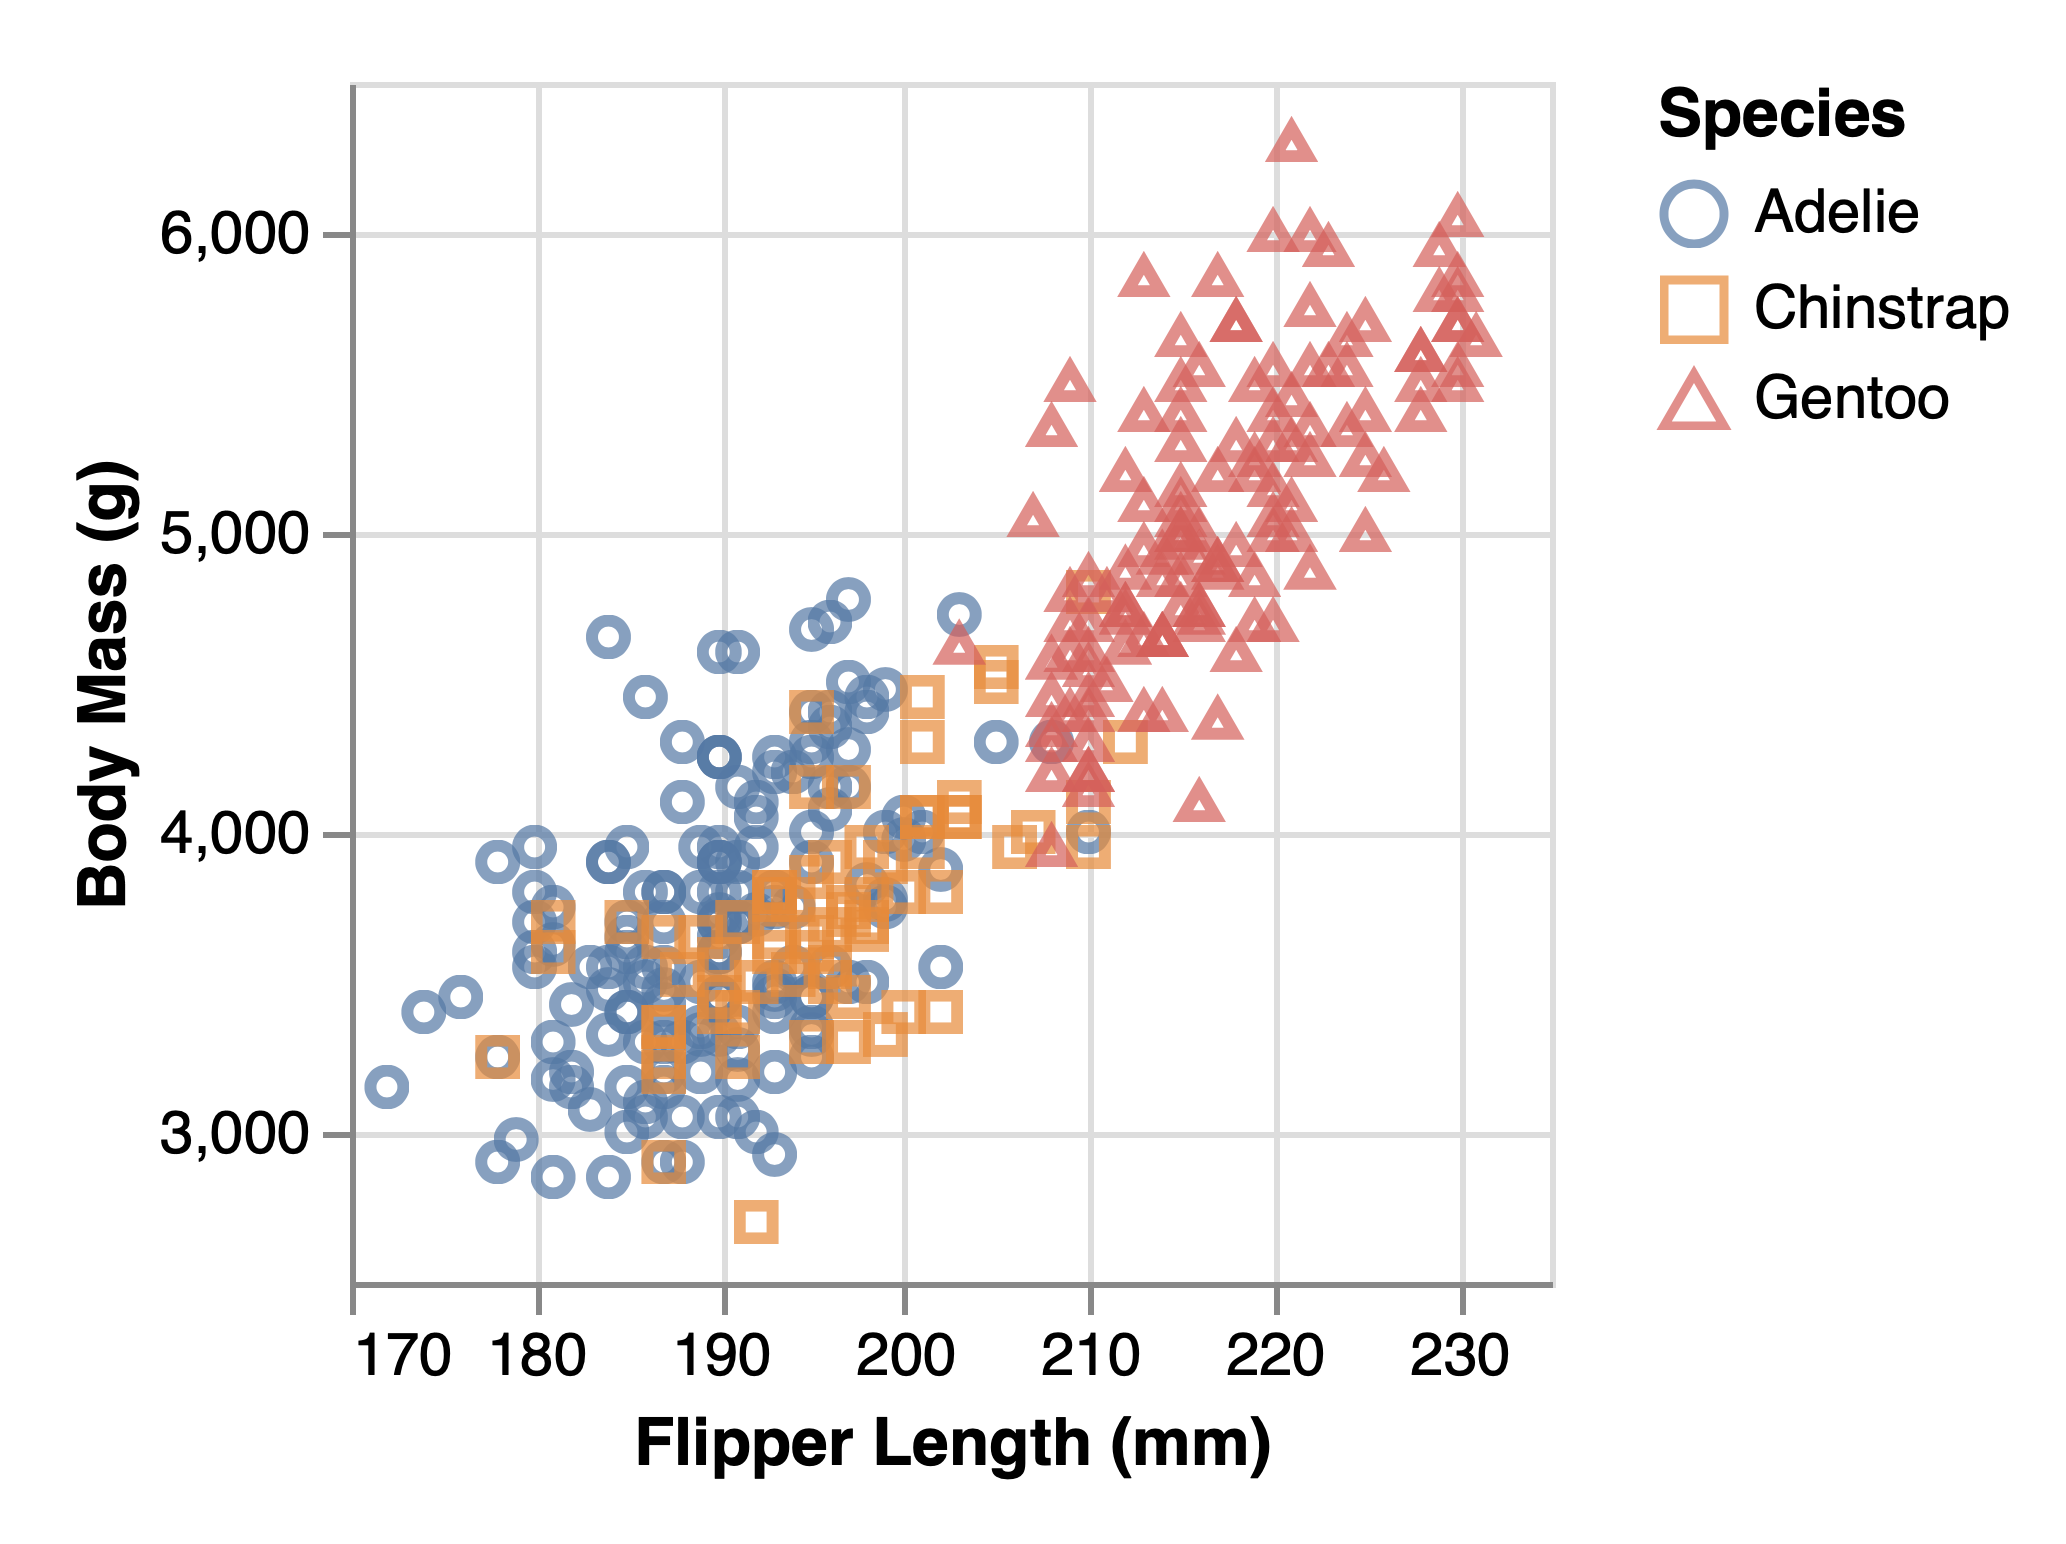 Species
Adelie
Chinstrap
Gentoo
Body Mass (g)
6,000
5,000
4,000
3,000
170 180 190 200 210 220 230
Flipper Length (mm)